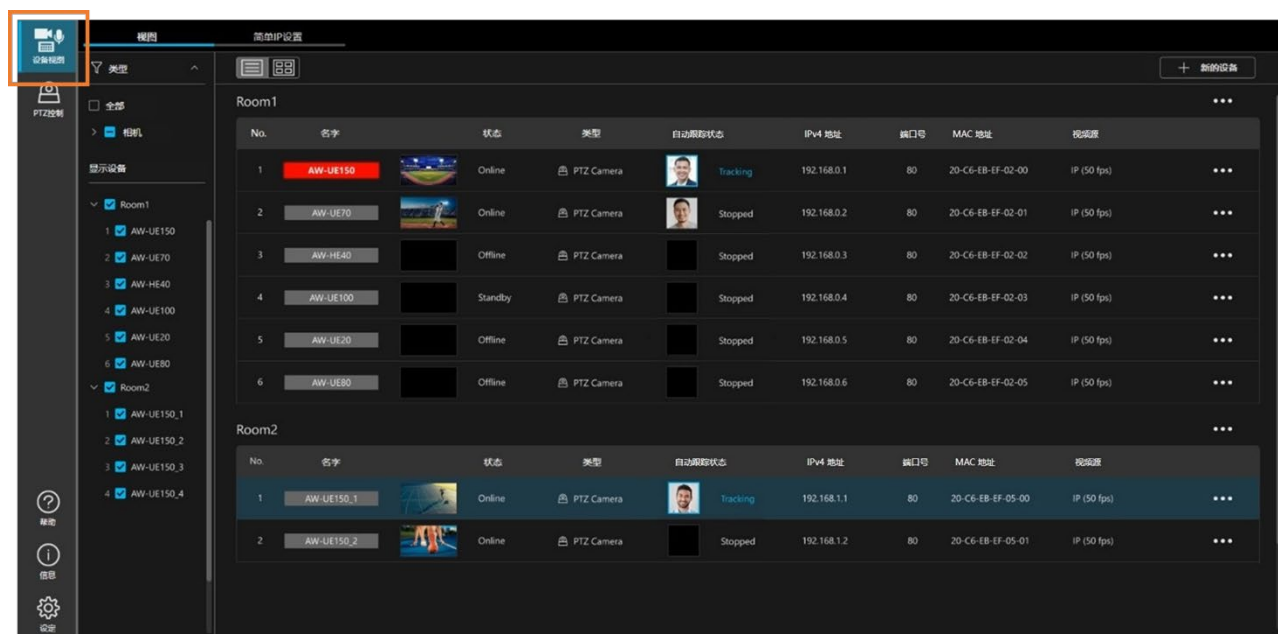 设备视图
PTZ控制
帮助
信息
设定
视图
简单IP设置
类型
全部
相机
显示设备
Room1
1 AW-UE150
2 AW-UE70
3 AW-HE40
4 AW-UE100
5 AW-UE20
6 AW-UE80
Room2
1 AW-UE150_1
2 AW-UE150_2
3 AW-UE150_3
4 AW-UE150_4
+ 新的设备
Room1
No. 名字 状态 类型 自动跟踪状态 IPv4 地址 端口号 MAC 地址 视频源
1 AW-UE150 Online PTZ Camera Tracking 192.168.0.1 80 20-C6-EB-EF-02-00 IP (50 fps)
2 AW-UE70 Online PTZ Camera Stopped 192.168.0.2 80 20-C6-EB-EF-02-01 IP (50 fps)
3 AW-HE40 Offline PTZ Camera Stopped 192.168.0.3 80 20-C6-EB-EF-02-02 IP (50 fps)
4 AW-UE100 Standby PTZ Camera Stopped 192.168.0.4 80 20-C6-EB-EF-02-03 IP (50 fps)
5 AW-UE20 Offline PTZ Camera Stopped 192.168.0.5 80 20-C6-EB-EF-02-04 IP (50 fps)
6 AW-UE80 Offline PTZ Camera Stopped 192.168.0.6 80 20-C6-EB-EF-02-05 IP (50 fps)
Room2
No. 名字 状态 类型 自动跟踪状态 IPv4 地址 端口号 MAC 地址 视频源
1 AW-UE150_1 Online PTZ Camera Tracking 192.168.1.1 80 20-C6-EB-EF-05-00 IP (50 fps)
2 AW-UE150_2 Online PTZ Camera Stopped 192.168.1.2 80 20-C6-EB-EF-05-01 IP (50 fps)